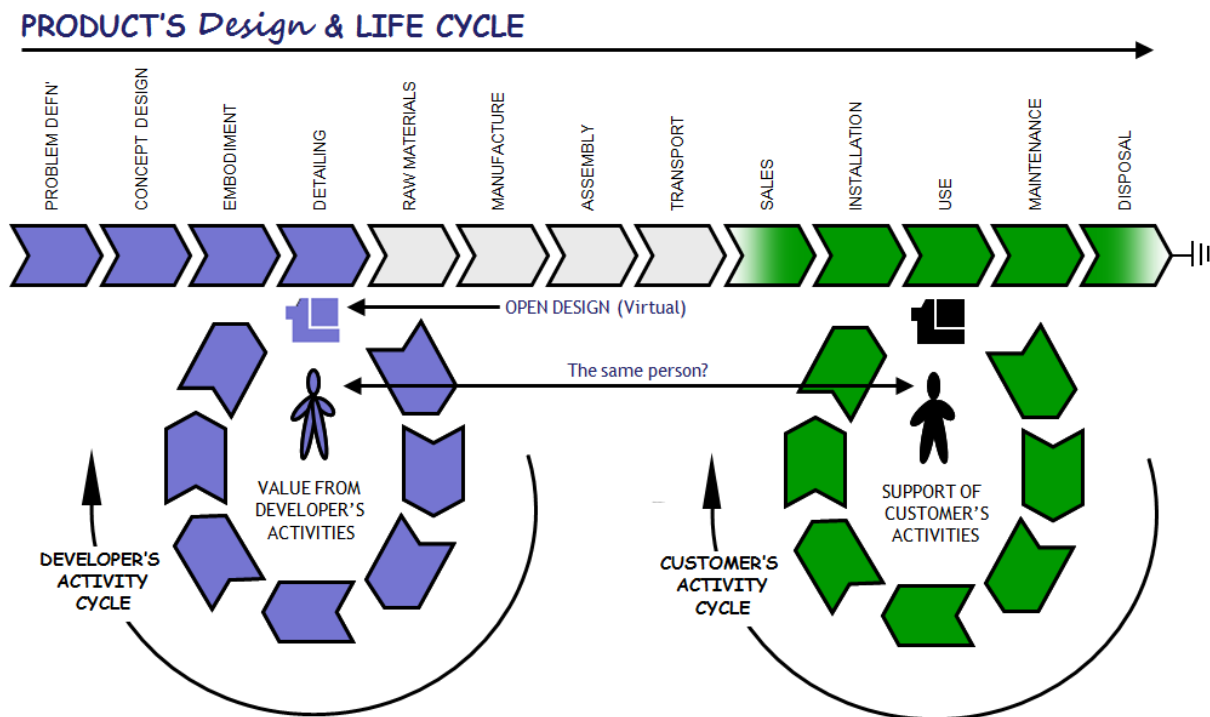 PRODUCT'S Design & LIFE CYCLE
PROBLEM DEFN'
CONCEPT DESIGN
EMBODIMENT
DETAILING
RAW MATERIALS
MANUFACTURE
ASSEMBLY
TRANSPORT
SALES
INSTALLATION
USE
MAINTENANCE
DISPOSAL
OPEN DESIGN (Virtual)
The same person?
VALUE FROM
DEVELOPER'S
ACTIVITIES
DEVELOPER'S
ACTIVITY
CYCLE
SUPPORT OF
CUSTOMER'S
ACTIVITIES
CUSTOMER'S
ACTIVITY
CYCLE